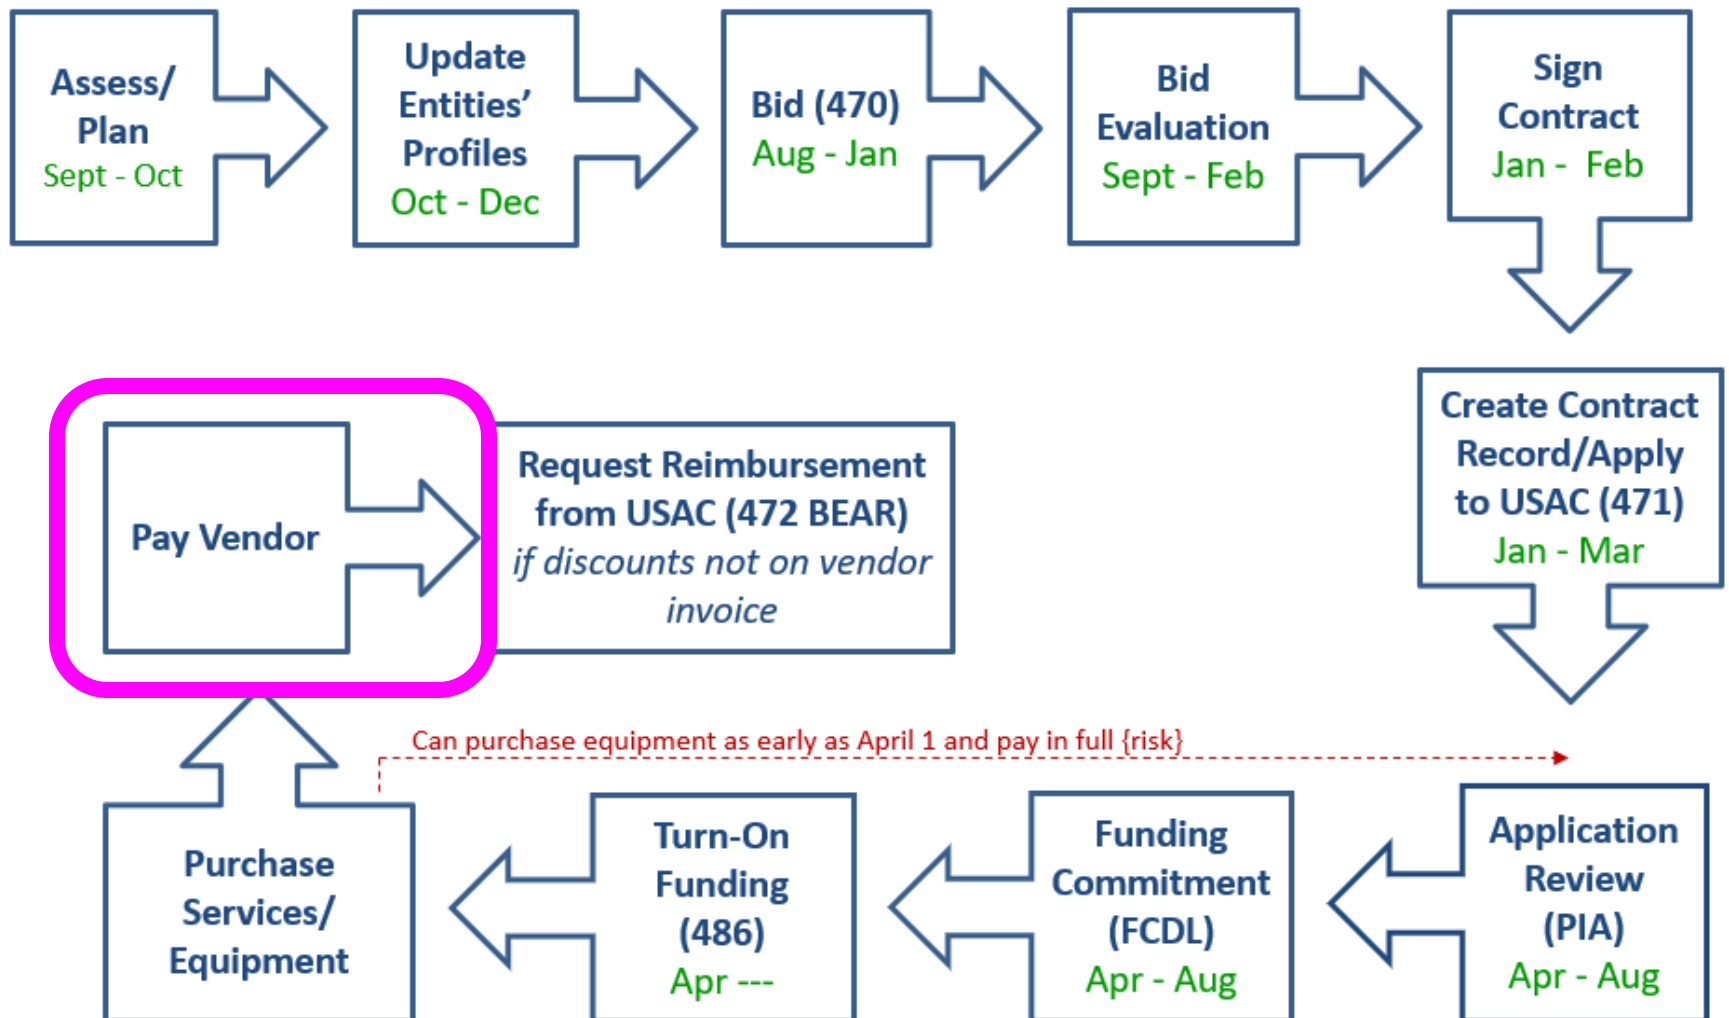 Assess/
Plan
Sept - Oct
Update
Entities’
Profiles
Oct - Dec
Bid (470)
Aug - Jan
Bid
Evaluation
Sept - Feb
Sign
Contract
Jan -  Feb
Create Contract
Record/Apply
to USAC (471)
Jan - Mar
Application
Review
(PIA)
Apr - Aug
Funding
Commitment
(FCDL)
Apr - Aug
Turn-On
Funding
(486)
Apr ---
Can purchase equipment as early as April 1 and pay in full {risk}
Purchase
Services/
Equipment
Pay Vendor
Request Reimbursement
from USAC (472 BEAR)
if discounts not on vendor
invoice